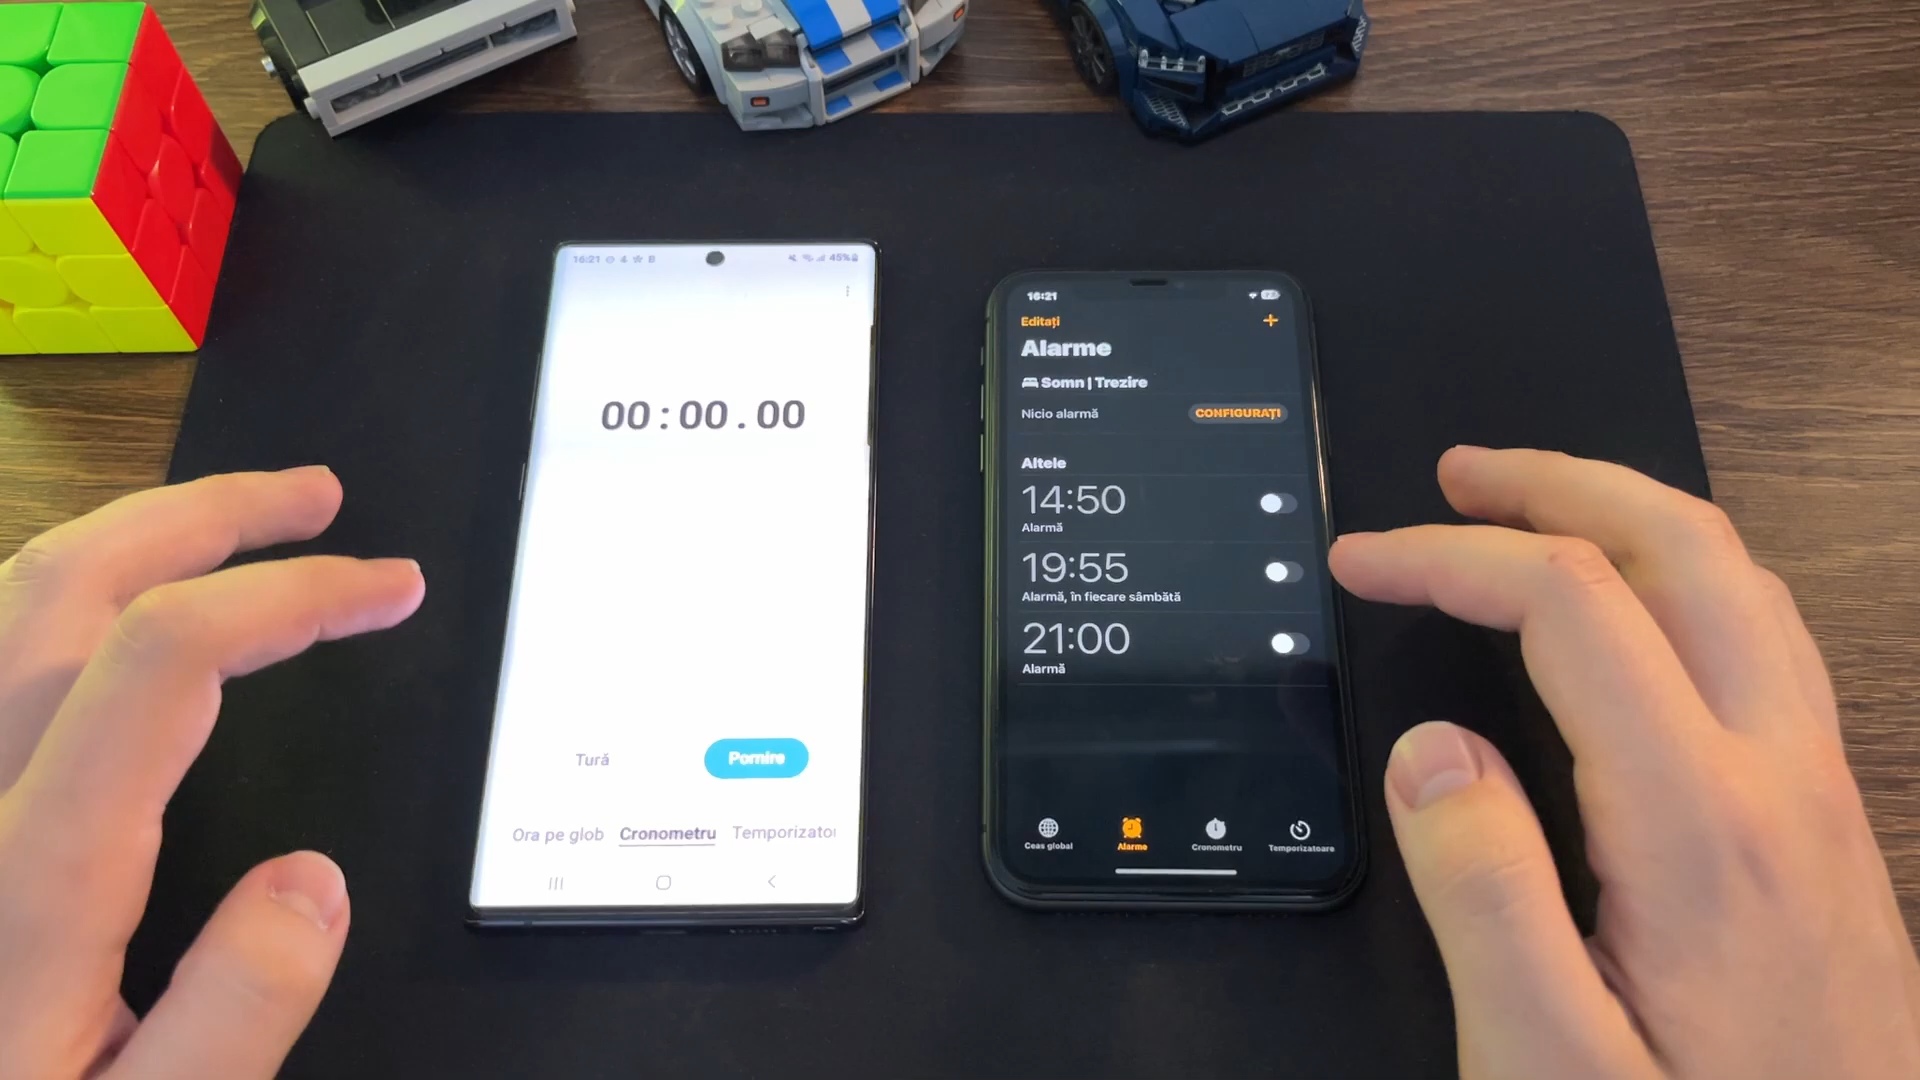 16:21
45%
00:00.00
Tură
Pornire
Ora pe glob
Cronometru
Temporizator
16:21
Editați
+
Alarme
Somn | Trezire
Nicio alarmă
CONFIGURAȚI
Altele
14:50
Alarmă
19:55
Alarmă, în fiecare sâmbătă
21:00
Alarmă
Ceas global
Alarme
Cronometru
Temporizatoare